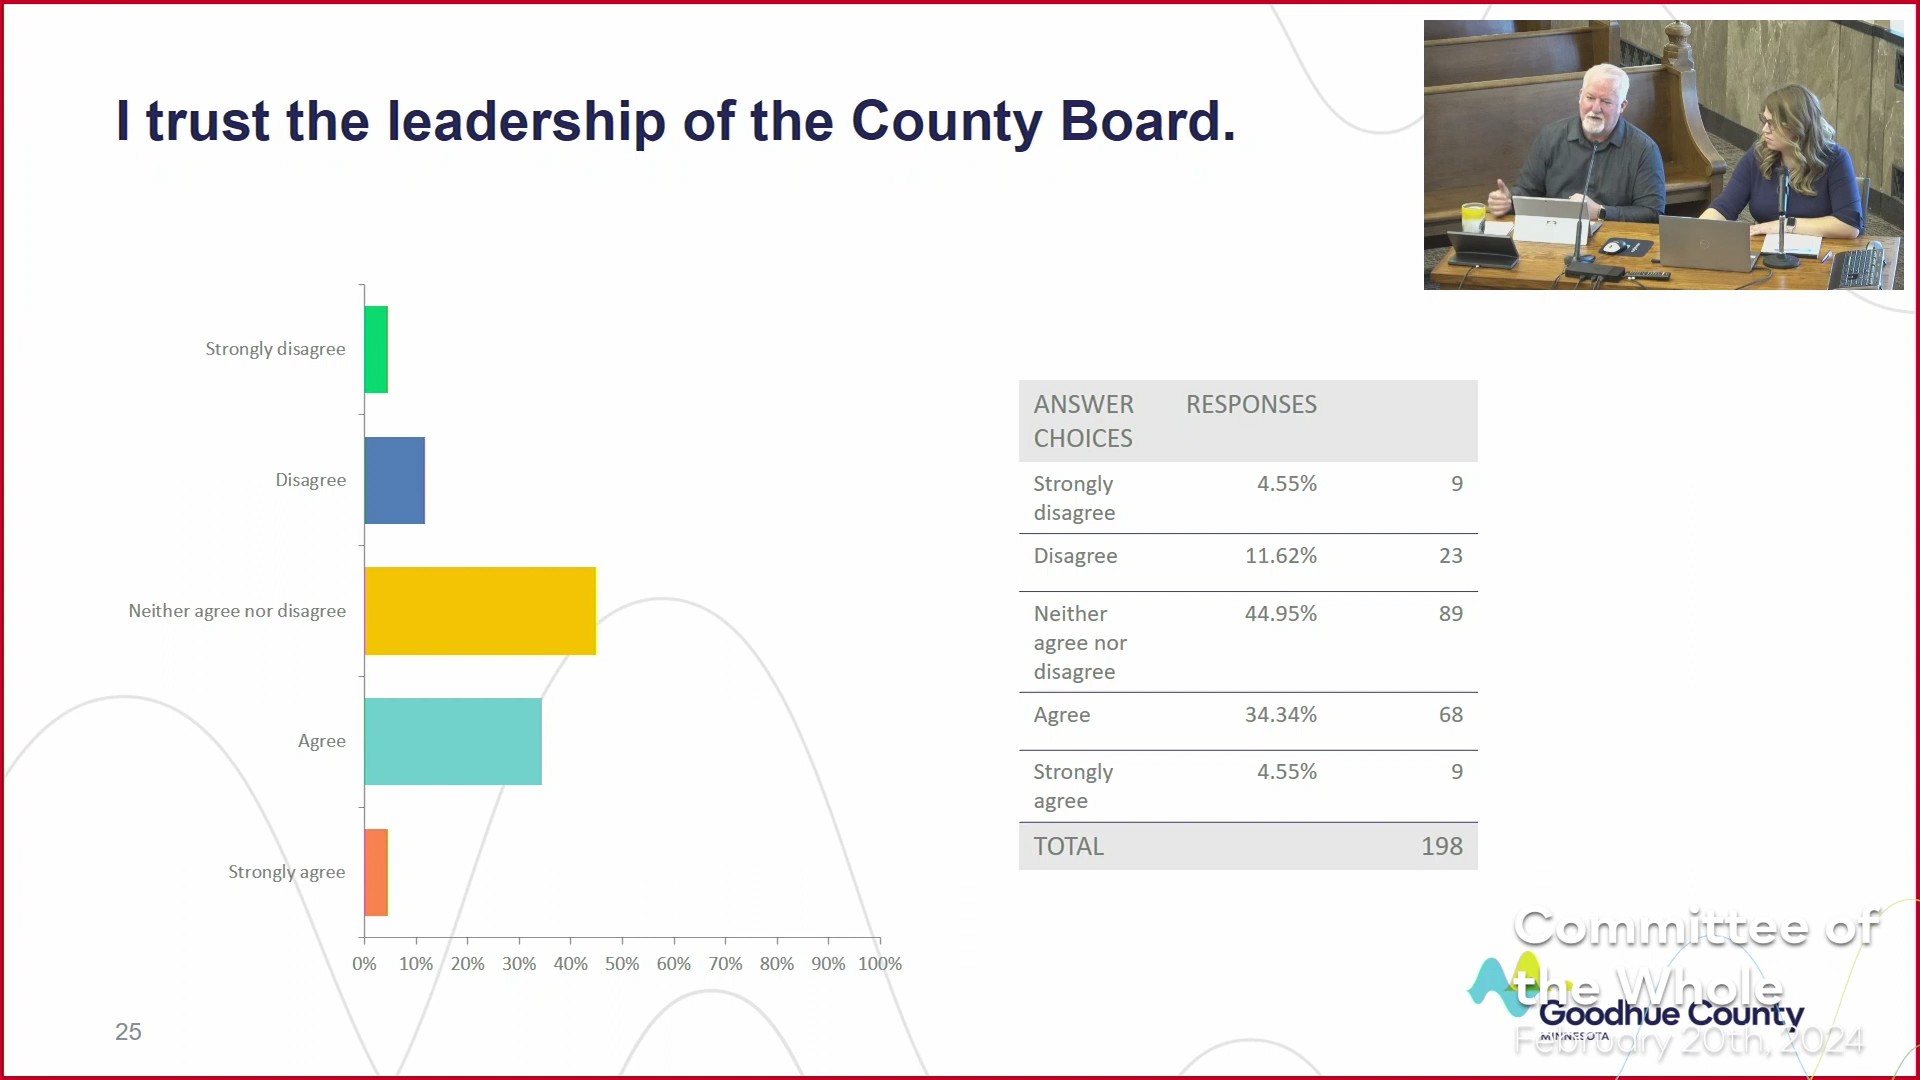 I trust the leadership of the County Board.
Strongly disagree
Disagree
Neither agree nor disagree
Agree
Strongly agree
0% 10% 20% 30% 40% 50% 60% 70% 80% 90% 100%
ANSWER RESPONSES
CHOICES
Strongly 4.55% 9
disagree
Disagree 11.62% 23
Neither 44.95% 89
agree nor
disagree
Agree 34.34% 68
Strongly 4.55% 9
agree
TOTAL 198
25
Committee of
the Whole
Goodhue County
MINNESOTA
February 20th, 2024